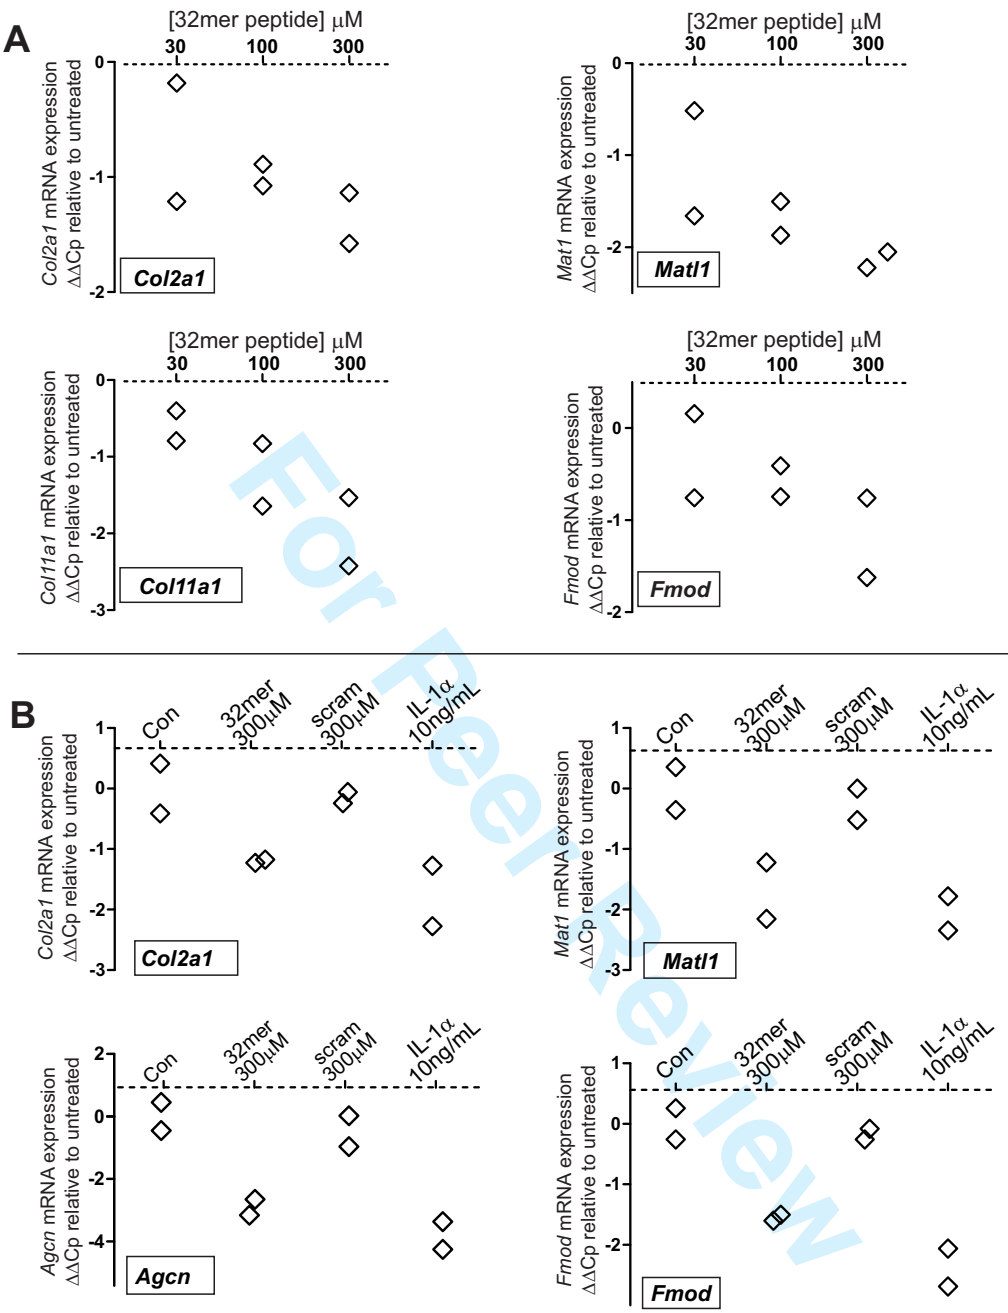 A
[32mer peptide] μM
30 100 300
0
-1
-2
Col2a1 mRNA expression
ΔΔCp relative to untreated
Col2a1
[32mer peptide] μM
30 100 300
0
-1
-2
Mat1 mRNA expression
ΔΔCp relative to untreated
Matl1
[32mer peptide] μM
30 100 300
0
-1
-2
-3
Col11a1 mRNA expression
ΔΔCp relative to untreated
Col11a1
[32mer peptide] μM
30 100 300
0
-1
-2
Fmod mRNA expression
ΔΔCp relative to untreated
Fmod
B
Con
32mer
300μM
scram
300μM
IL-1α
10ng/mL
1
0
-1
-2
-3
Col2a1 mRNA expression
ΔΔCp relative to untreated
Col2a1
Con
32mer
300μM
scram
300μM
IL-1α
10ng/mL
1
0
-1
-2
-3
Mat1 mRNA expression
ΔΔCp relative to untreated
Matl1
Con
32mer
300μM
scram
300μM
IL-1α
10ng/mL
2
0
-2
-4
Agcn mRNA expression
ΔΔCp relative to untreated
Agcn
Con
32mer
300μM
scram
300μM
IL-1α
10ng/mL
1
0
-1
-2
Fmod mRNA expression
ΔΔCp relative to untreated
Fmod
For Peer Review